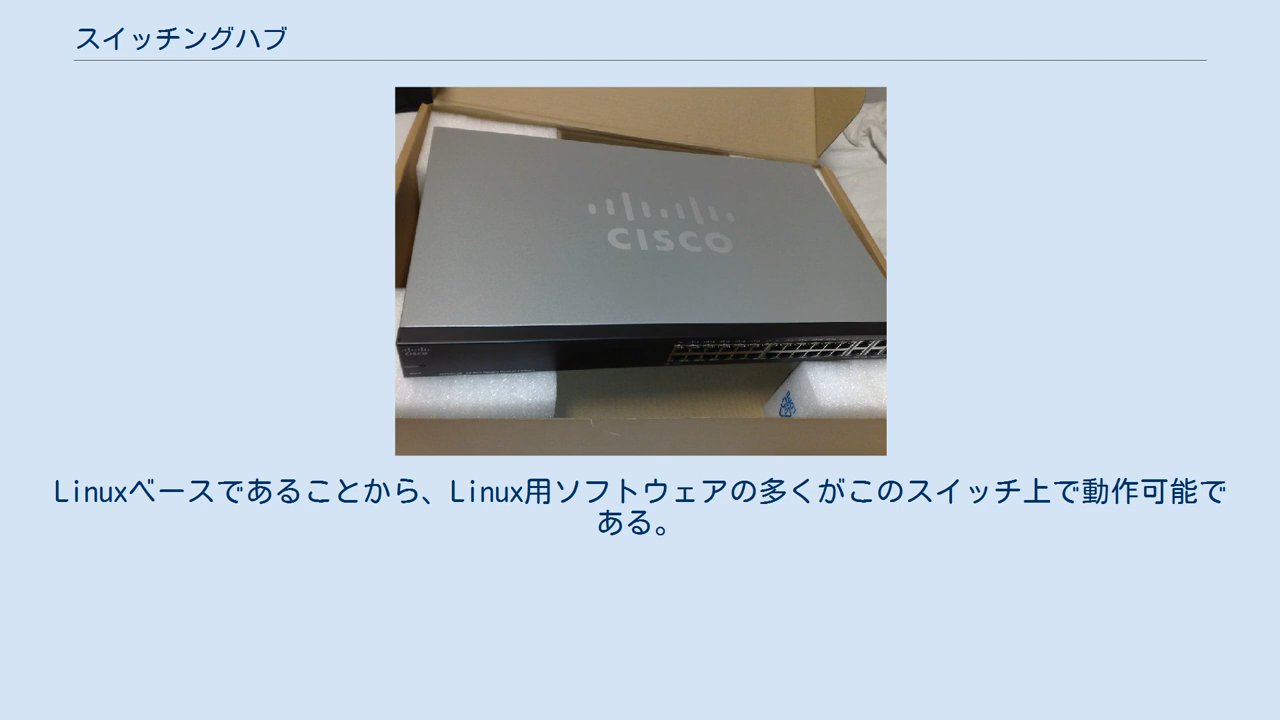 スイッチングハブ
CISCO
CISCO
Linuxベースであることから、Linux用ソフトウェアの多くがこのスイッチ上で動作可能で
ある。